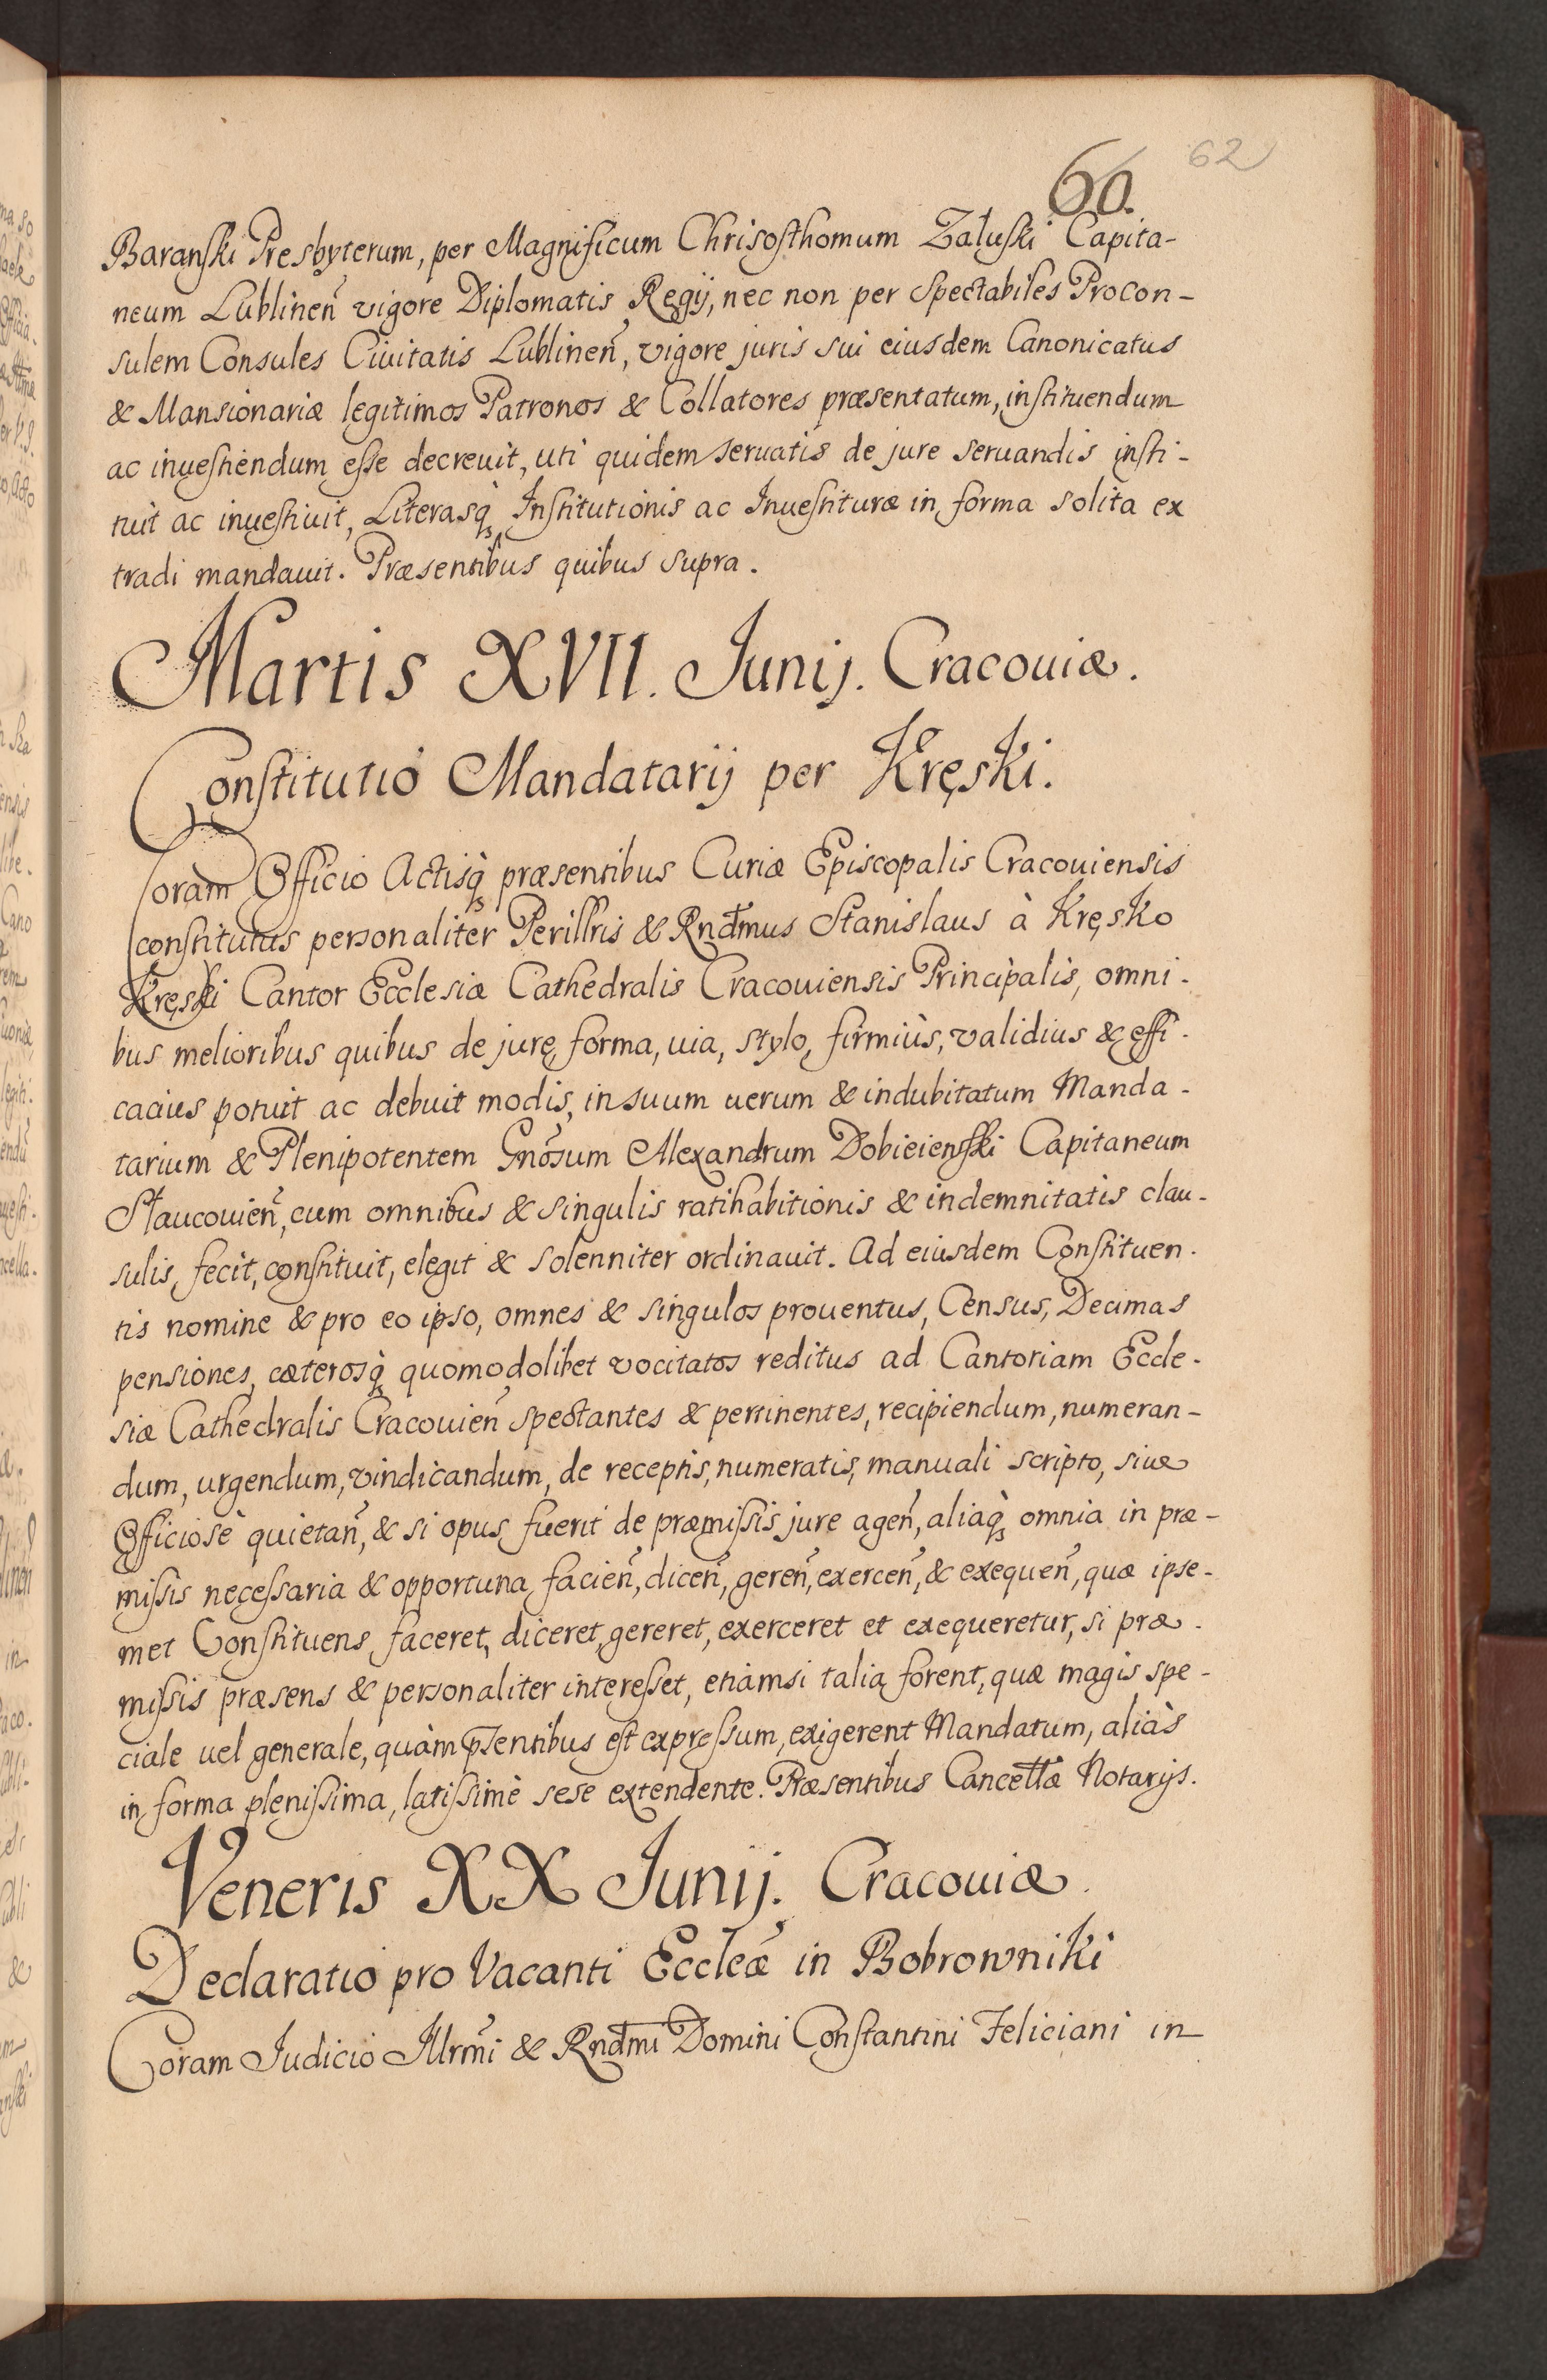 62
60.
Baranski Presbyterum, per Magnificum Chrisosthomum Załuski Capita-
neum Lublinen̄ vigore Diplomatis Regij, nec non per Spectabiles Procon-
sulem Consules Ciuitatis Lublinen̄, vigore juris sui eiusdem Canonicatus
& Mansionariæ legitimos Patronos & Collatores præsentatum, instituendum
ac inuestiendum esse decreuit, uti quidem seruatis de jure seruandis insti-
tuit ac inuestiuit, Literasq̀ Institutionis ac Inuestituræ in forma solita ex
tradi mandauit. Præsentibus quibus supra.
Martis XVII. Junij. Cracouiæ.
Constitutio Mandatarij per Kręski.
Coram Officio Actisq̀ præsentibus Curiæ Episcopalis Cracouiensis
constitutus personaliter Perillris & Rndmus Stanislaus à Kręsko
Kręski Cantor Ecclesiæ Cathedralis Cracouiensis Principalis, omni-
bus melioribus quibus de jure, forma, uia, stylo, firmiùs, validius & effi-
cacius potuit ac debuit modis, in suum uerum & indubitatum Manda-
tarium & Plenipotentem Gnōsum Alexandrum Dobieienski Capitaneum
Staucouien̄, cum omnibus & singulis ratihabitionis & indemnitatis clau-
sulis, fecit, constituit, elegit & solenniter ordinauit. Ad eiusdem Constituen-
tis nomine & pro eo ipso, omnes & singulos prouentus, Census, Decimas
pensiones, cæterosq̀ quomodolibet vocitatos reditus ad Cantoriam Eccle-
siæ Cathedralis Cracouien̄ spectantes & pertinentes, recipiendum, numeran-
dum, urgendum, vindicandum, de receptis, numeratis, manuali scripto, siue
Officiosè quietan̄, & si opus fuerit de præmissis jure agen̄, aliaq̀ omnia in præ-
missis necessaria & opportuna facien̄, dicen̄, geren̄, exercen̄, & exequen̄, quæ ipse-
met Constituens faceret, diceret, gereret, exerceret et exequeretur, si præ-
missis præsens & personaliter interesset, etiamsi talia forent, quæ magis spe-
ciale uel generale, quàm p̄sentibus est expressum, exigerent Mandatum, aliàs
in forma plenissima, latissimè sese extendente. Præsentibus Cancellæ Notarijs.
Veneris XX Junij. Cracouiæ.
Declaratio pro Vacanti Eccleæ in Bobrowniki
Coram Judicio Illrmi & Rndmi Domini Constantini Feliciani in